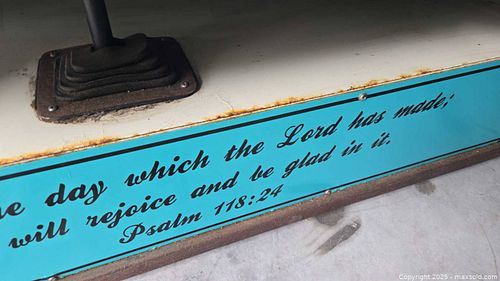 day which the Lord has made;
will rejoice and be glad in it.
Psalm 118:24
Copyright 2025 - maxsold.com